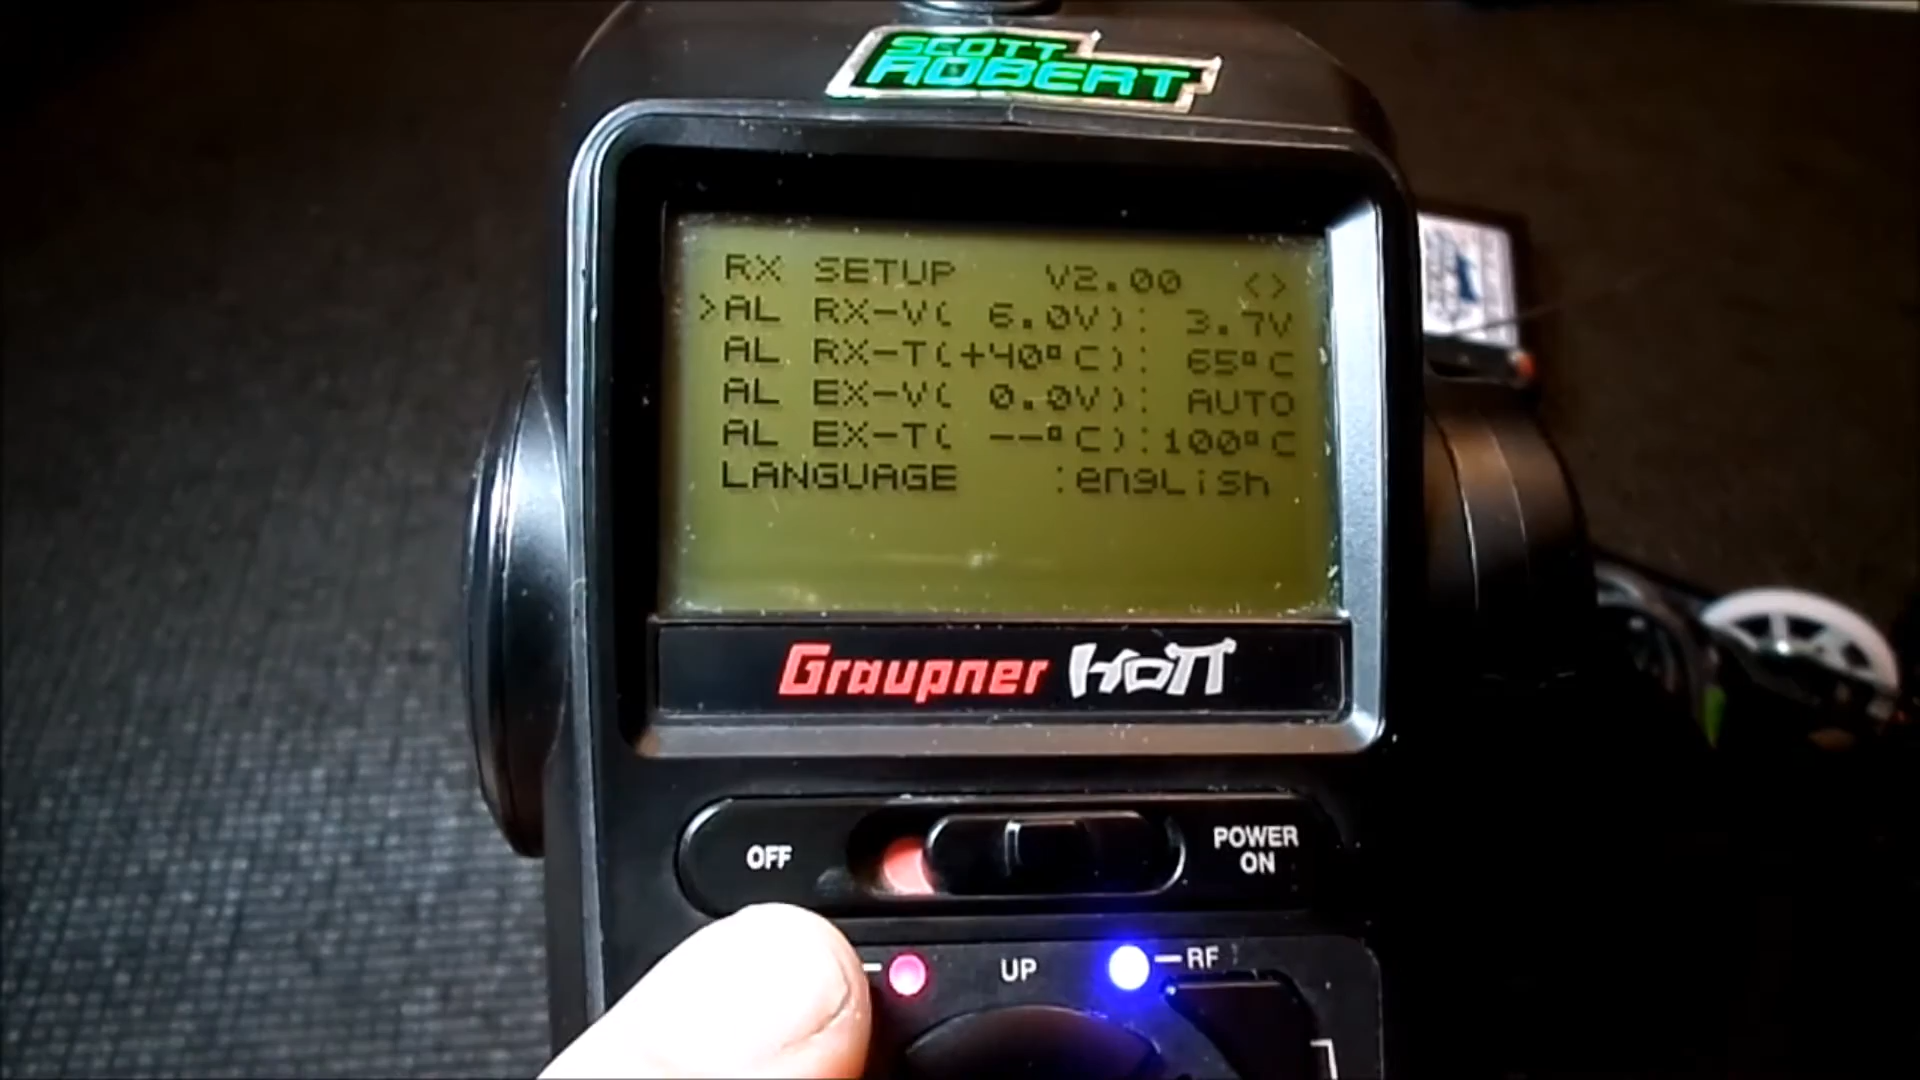 SCOTT
ROBERT
RX SETUP V2.00 <>
>AL RX-V( 6.0V): 3.7V
AL RX-T(+40°C): 65°C
AL EX-V( 0.0V): AUTO
AL EX-T( --°C):100°C
LANGUAGE :english
Graupner HoTT
OFF
POWER
ON
UP
RF